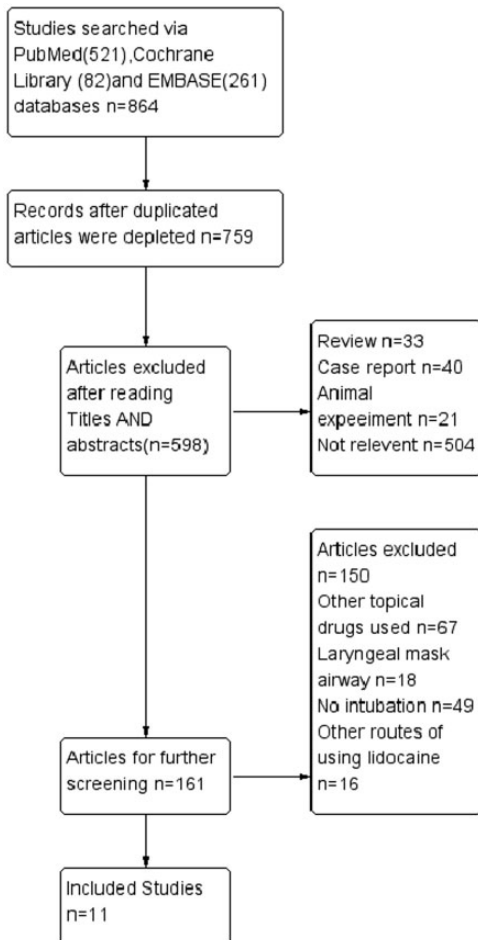 Studies searched via
PubMed(521),Cochrane
Library (82)and EMBASE(261)
databases n=864
Records after duplicated
articles were depleted n=759
Articles excluded
after reading
Titles AND
abstracts(n=598)
Review n=33
Case report n=40
Animal
expeeiment n=21
Not relevent n=504
Articles excluded
n=150
Other topical
drugs used n=67
Laryngeal mask
airway n=18
No intubation n=49
Other routes of
using lidocaine
n=16
Articles for further
screening n=161
Included Studies
n=11